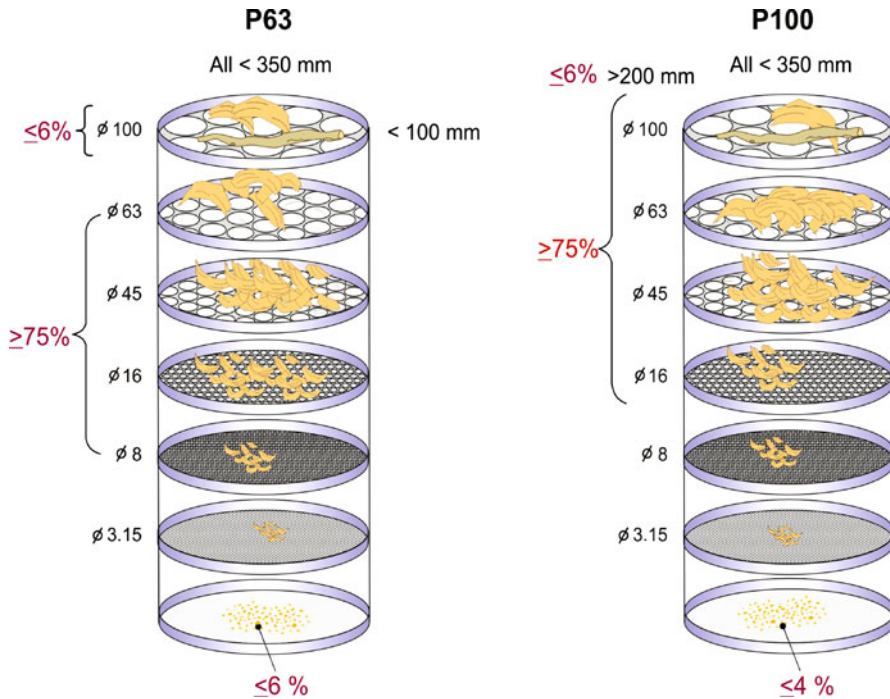 P63
All < 350 mm
≤6%
ø 100
< 100 mm
ø 63
ø 45
≥75%
ø 16
ø 8
ø 3.15
≤6 %
P100
≤6% >200 mm All < 350 mm
ø 100
ø 63
≥75%
ø 45
ø 16
ø 8
ø 3.15
≤4 %